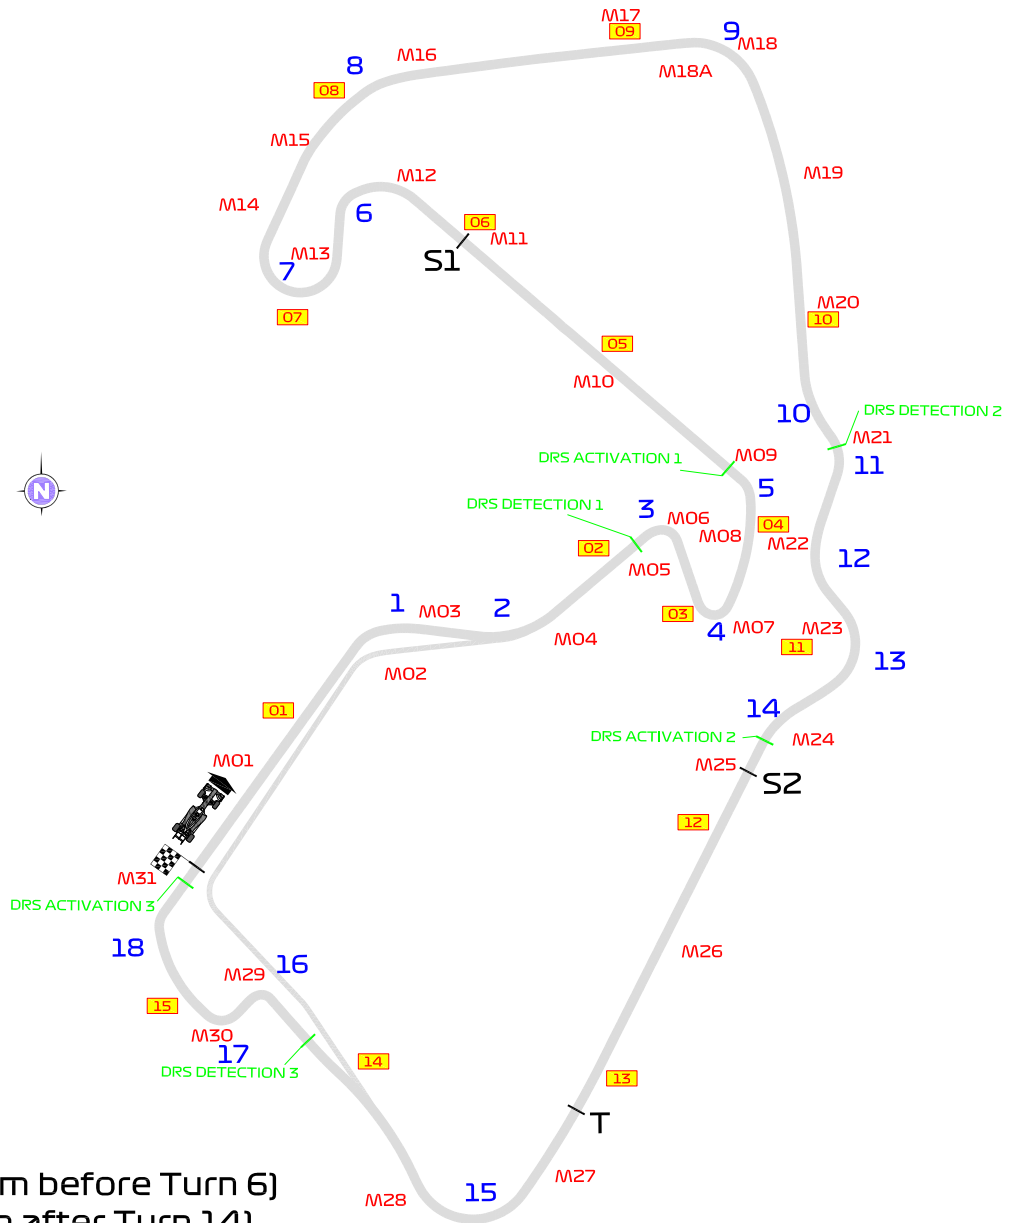 M17
09
9
M18
M16
8
M18A
08
M15
M19
M12
M14
6
06
M11
M13
S1
7
M20
07
10
05
M10
10
DRS DETECTION 2
M21
DRS ACTIVATION 1
M09
11
N
5
DRS DETECTION 1
3
M06
04
M08
M22
02
12
M05
1
M03
2
03
4
M07
M23
M04
11
13
M02
01
14
DRS ACTIVATION 2
M24
M01
M25
S2
12
M31
DRS ACTIVATION 3
18
M26
16
M29
15
M30
17
14
DRS DETECTION 3
13
T
M27
m before Turn 6)
15
M28
after Turn 14)